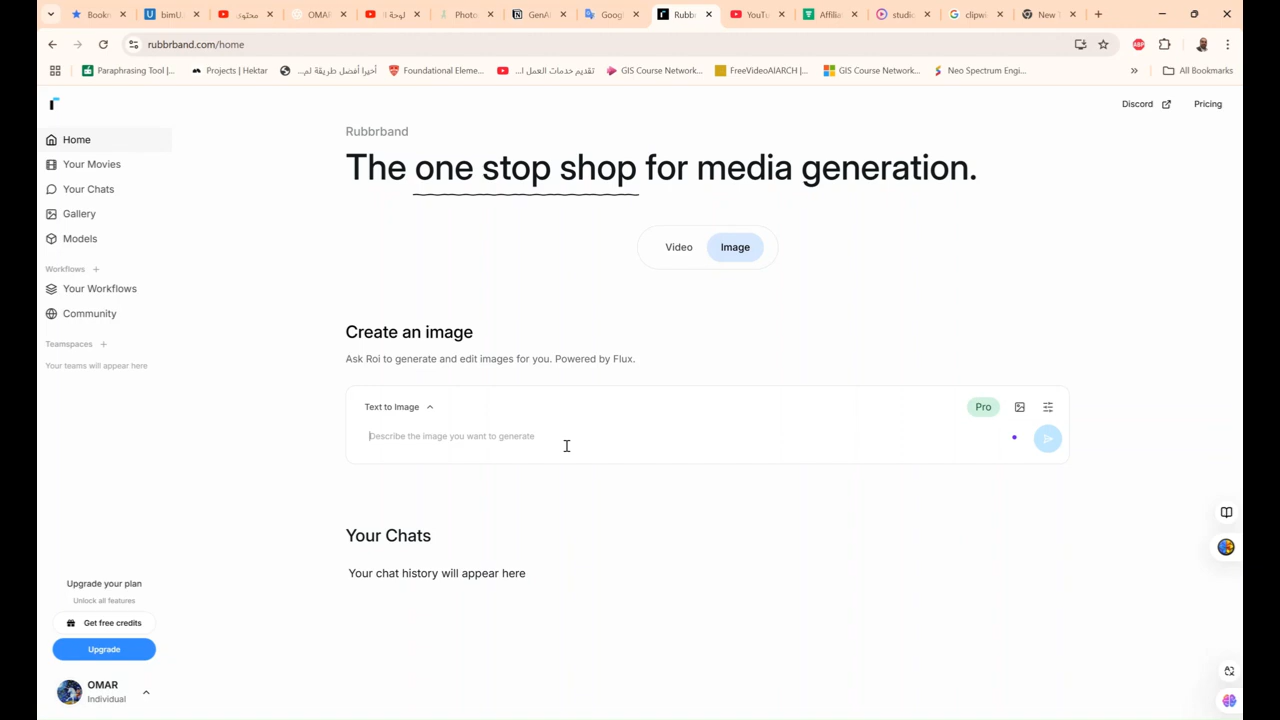 Bookm
bimU
محتوى
OMAR
لوحة ا
Photo
GenAI
Googl
Rubbr
YouTu
Affilia
studio
clipwi
New T
rubbrband.com/home
Paraphrasing Tool |...
Projects | Hektar
أخيرا أفضل طريقة لم...
Foundational Eleme...
تقديم خدمات العمل ا...
GIS Course Network...
FreeVideoAIARCH |...
GIS Course Network...
Neo Spectrum Engi...
All Bookmarks
Discord
Pricing
Home
Your Movies
Your Chats
Gallery
Models
Workflows +
Your Workflows
Community
Teamspaces +
Your teams will appear here
Rubbrband
The one stop shop for media generation.
Video
Image
Create an image
Ask Roi to generate and edit images for you. Powered by Flux.
Text to Image
Pro
Describe the image you want to generate
Your Chats
Your chat history will appear here
Upgrade your plan
Unlock all features
Get free credits
Upgrade
OMAR
Individual